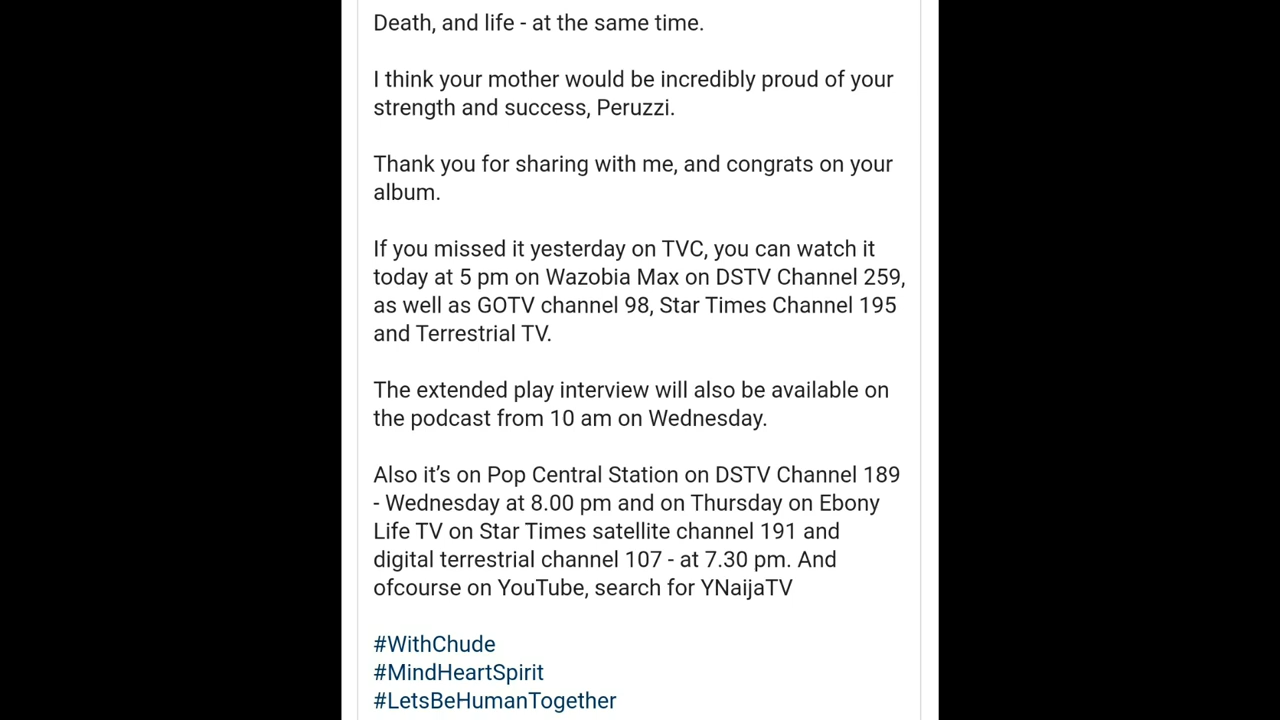 Death, and life - at the same time.
I think your mother would be incredibly proud of your
strength and success, Peruzzi.
Thank you for sharing with me, and congrats on your
album.
If you missed it yesterday on TVC, you can watch it
today at 5 pm on Wazobia Max on DSTV Channel 259,
as well as GOTV channel 98, Star Times Channel 195
and Terrestrial TV.
The extended play interview will also be available on
the podcast from 10 am on Wednesday.
Also it’s on Pop Central Station on DSTV Channel 189
- Wednesday at 8.00 pm and on Thursday on Ebony
Life TV on Star Times satellite channel 191 and
digital terrestrial channel 107 - at 7.30 pm. And
ofcourse on YouTube, search for YNaijaTV
#WithChude
#MindHeartSpirit
#LetsBeHumanTogether